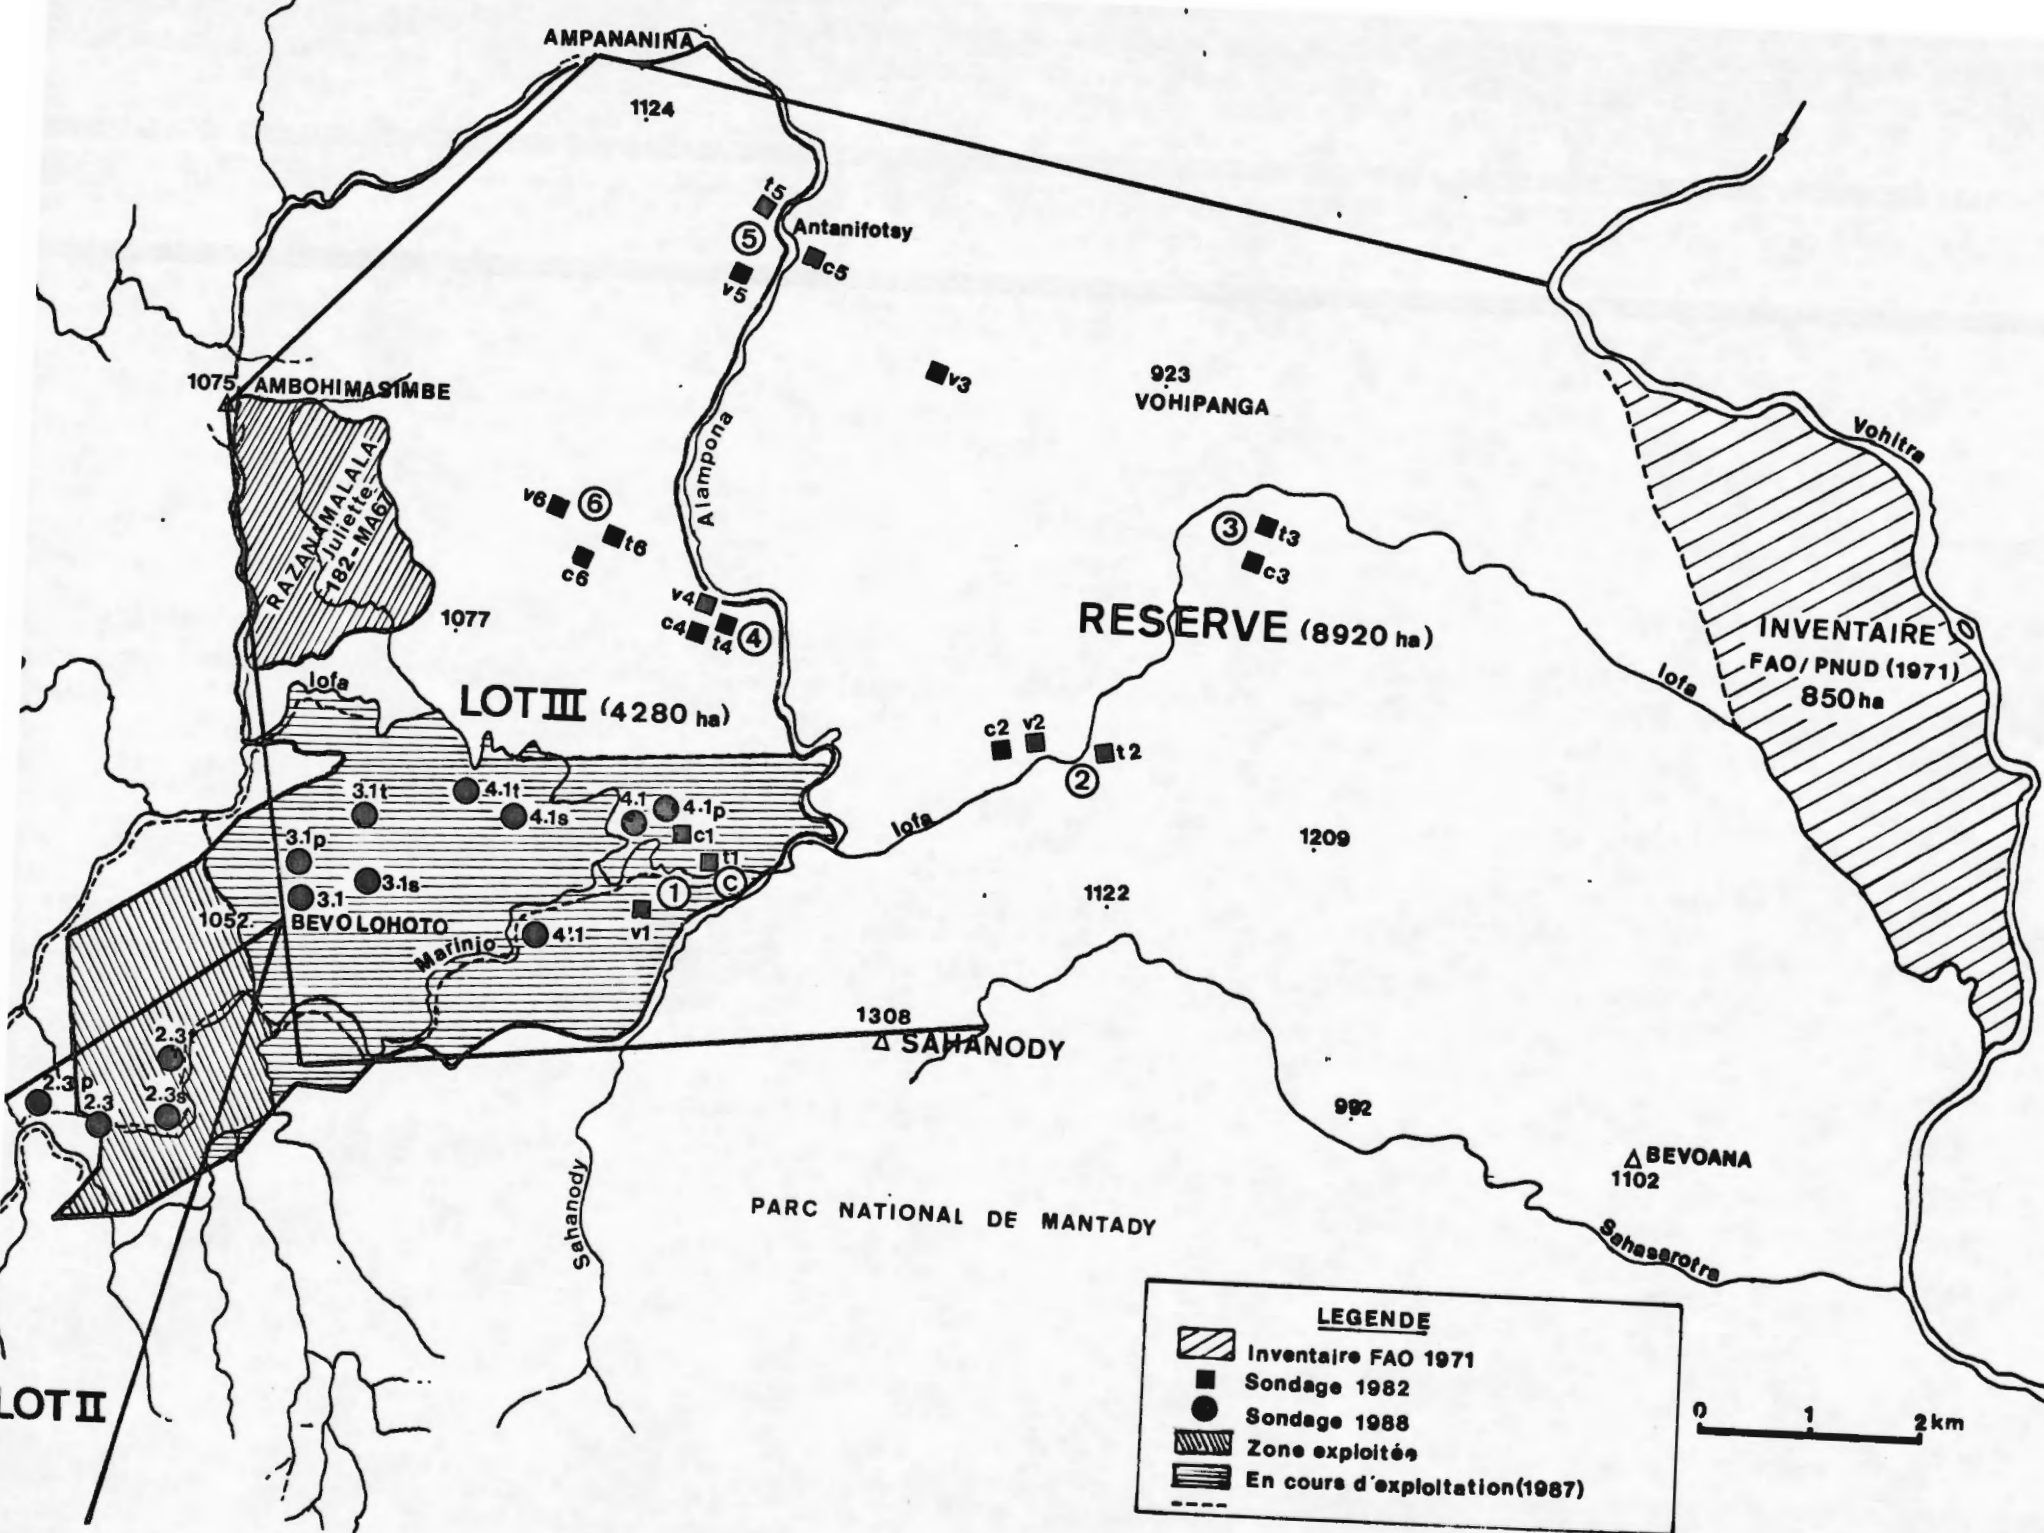 AMPANANINA
1124
t5
5
Antanifotsy
c5
v5
v3
923
VOHIPANGA
1075
AMBOHIMASIMBE
Alampona
Vohitra
RAZANAMALALA
Juliette
182-MA67
v6
6
t6
c6
3
t3
c3
1077
v4
c4
t4
4
RESERVE (8920 ha)
INVENTAIRE
FAO/PNUD (1971)
850 ha
Iofa
Iofa
LOT III (4280 ha)
c2
v2
t2
2
3.1t
4.1t
4.1s
4.1
4.1p
c1
t1
Iofa
1209
3.1p
3.1s
3.1
1
C
v1
1122
1052
BEVOLOHOTO
Marinjo
4'.1
1308
SAHANODY
2.3t
2.3p
2.3
2.3s
992
BEVOANA
1102
Sahanody
PARC NATIONAL DE MANTADY
Sahasarotra
LOT II
LEGENDE
Inventaire FAO 1971
Sondage 1982
Sondage 1988
Zone exploitée
En cours d'exploitation(1987)
0 1 2 km